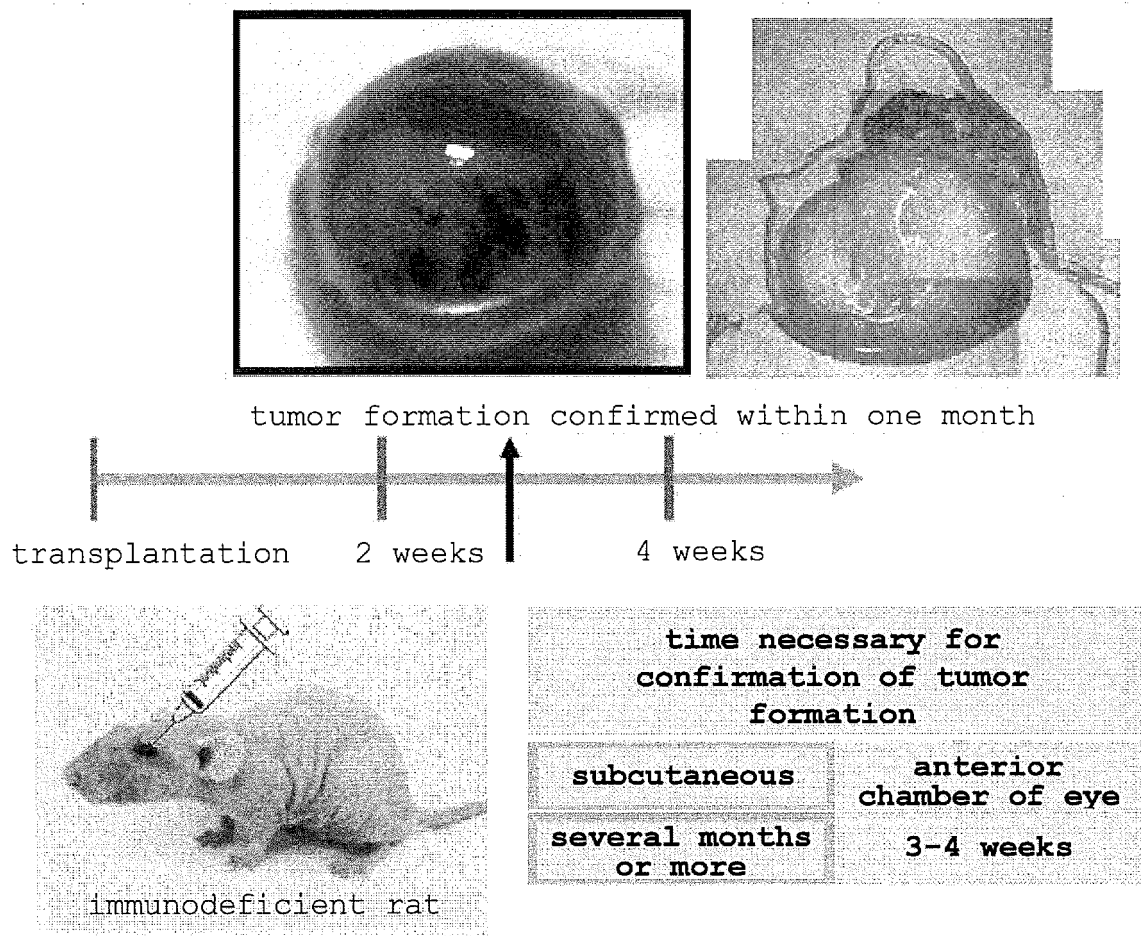 tumor formation confirmed within one month
transplantation 2 weeks 4 weeks
immunodeficient rat
time necessary for
confirmation of tumor
formation
subcutaneous
anterior
chamber of eye
several months
or more
3-4 weeks